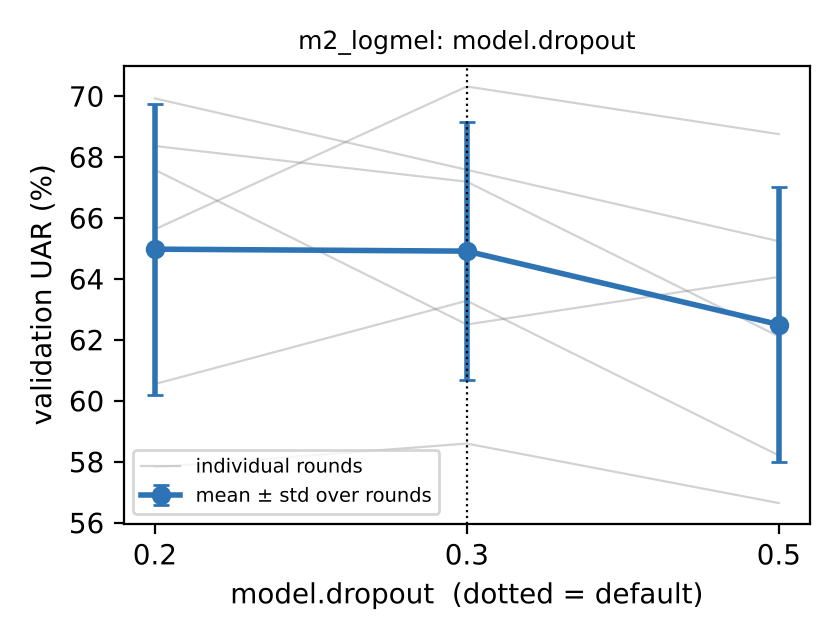 m2_logmel: model.dropout
validation UAR (%)
70
68
66
64
62
60
58
56
individual rounds
mean ± std over rounds
0.2
0.3
0.5
model.dropout (dotted = default)